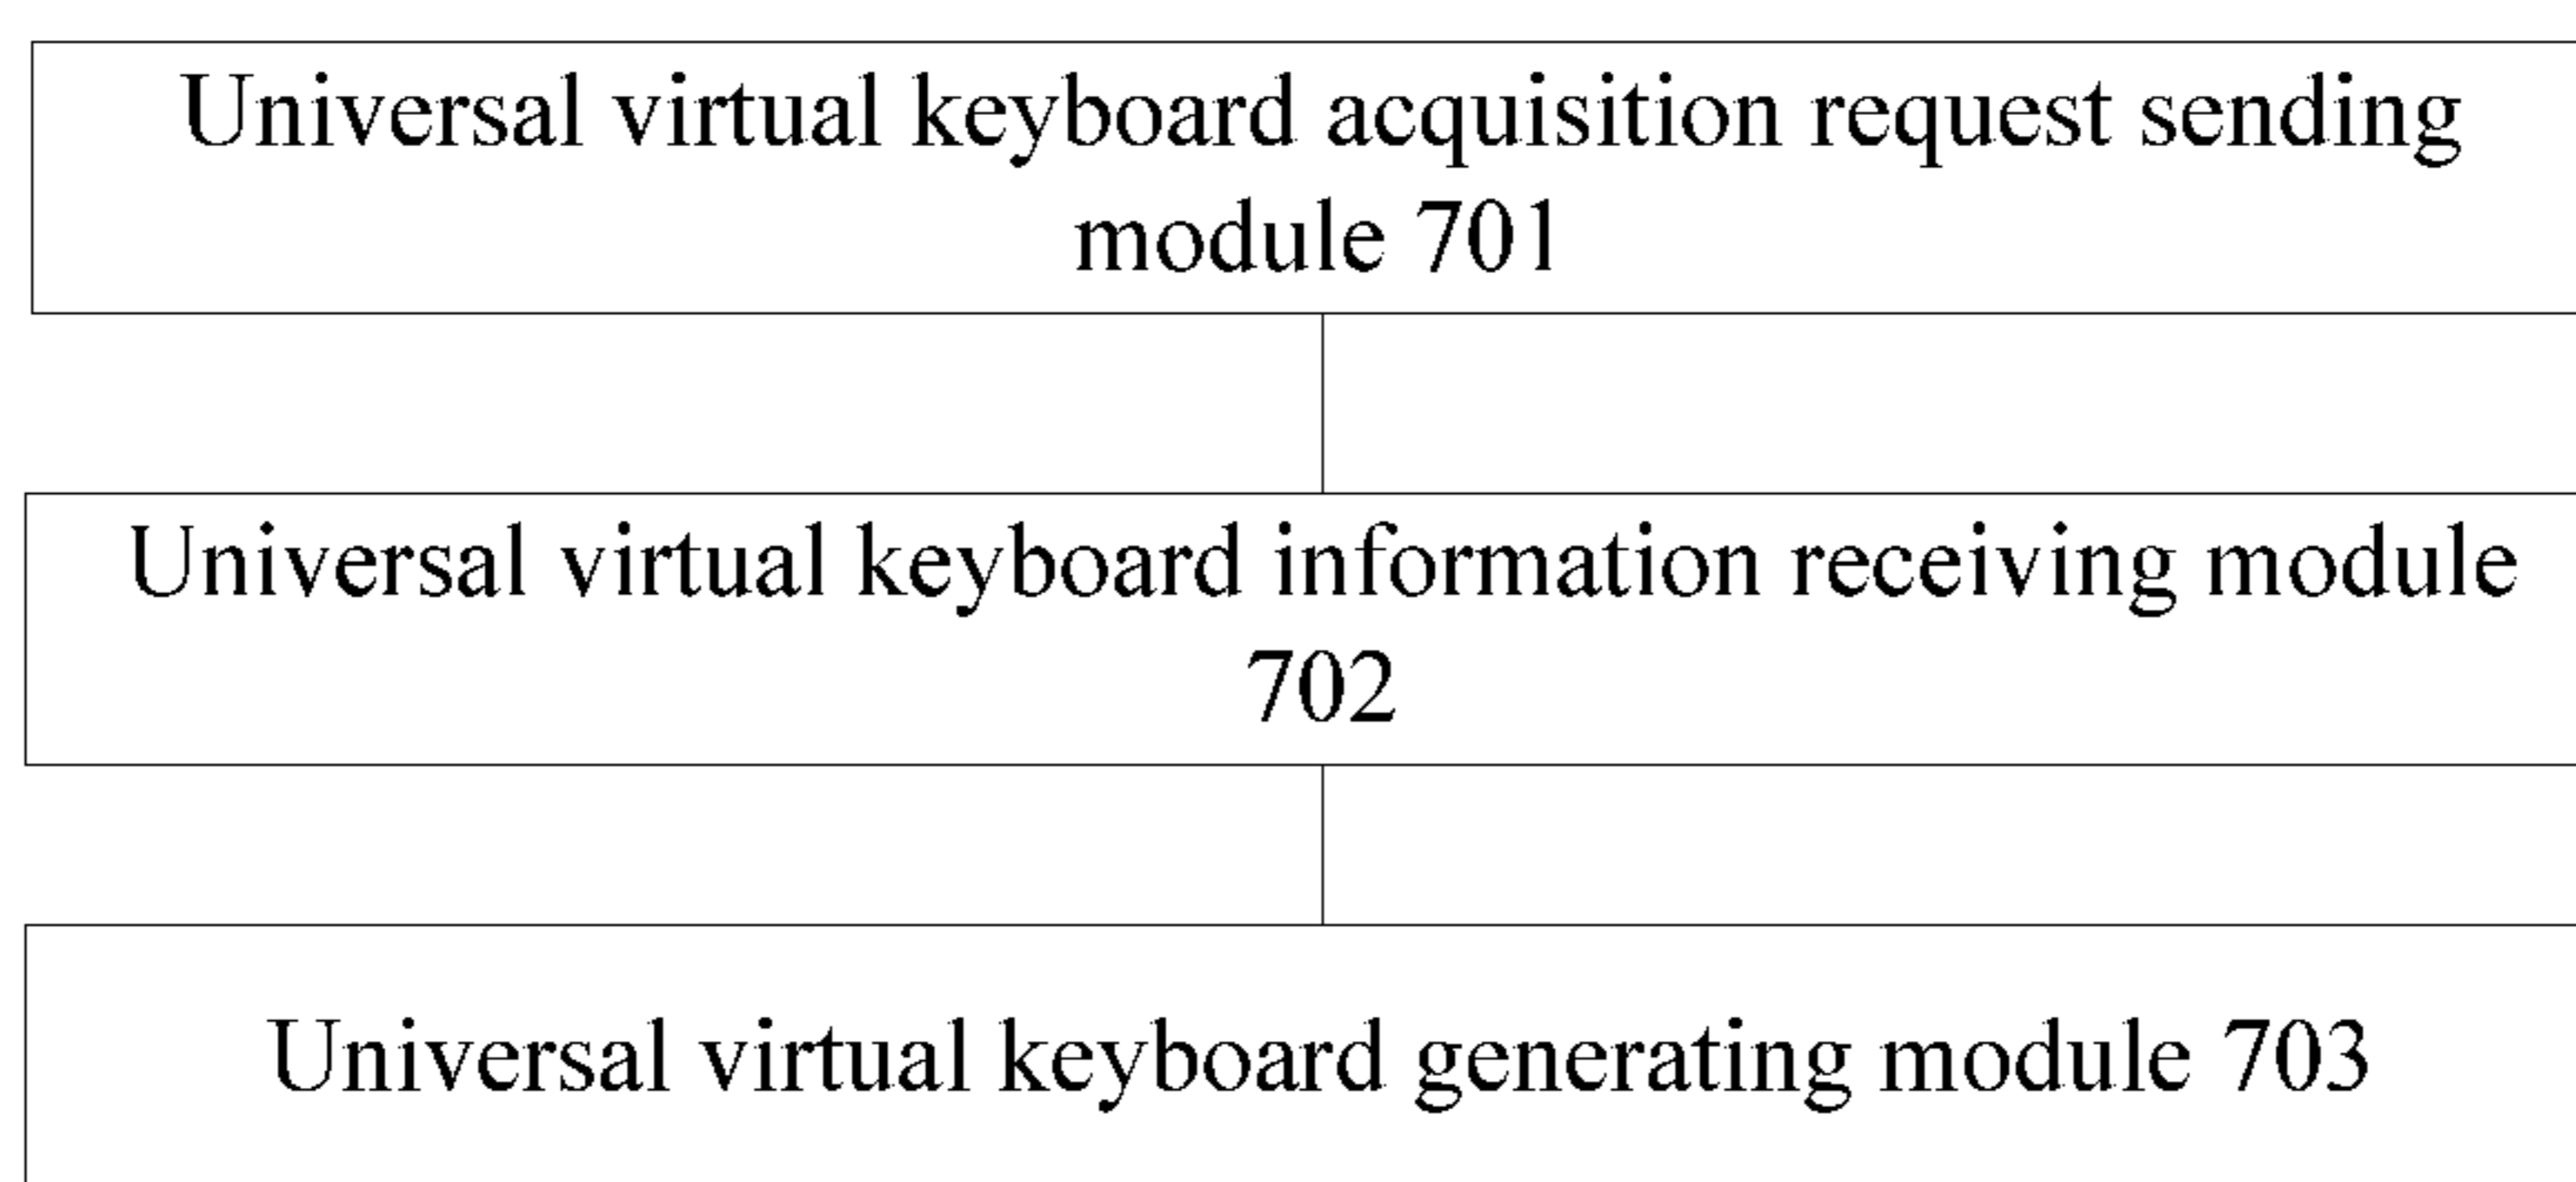 Universal virtual keyboard acquisition request sending
module 701
Universal virtual keyboard information receiving module
702
Universal virtual keyboard generating module 703